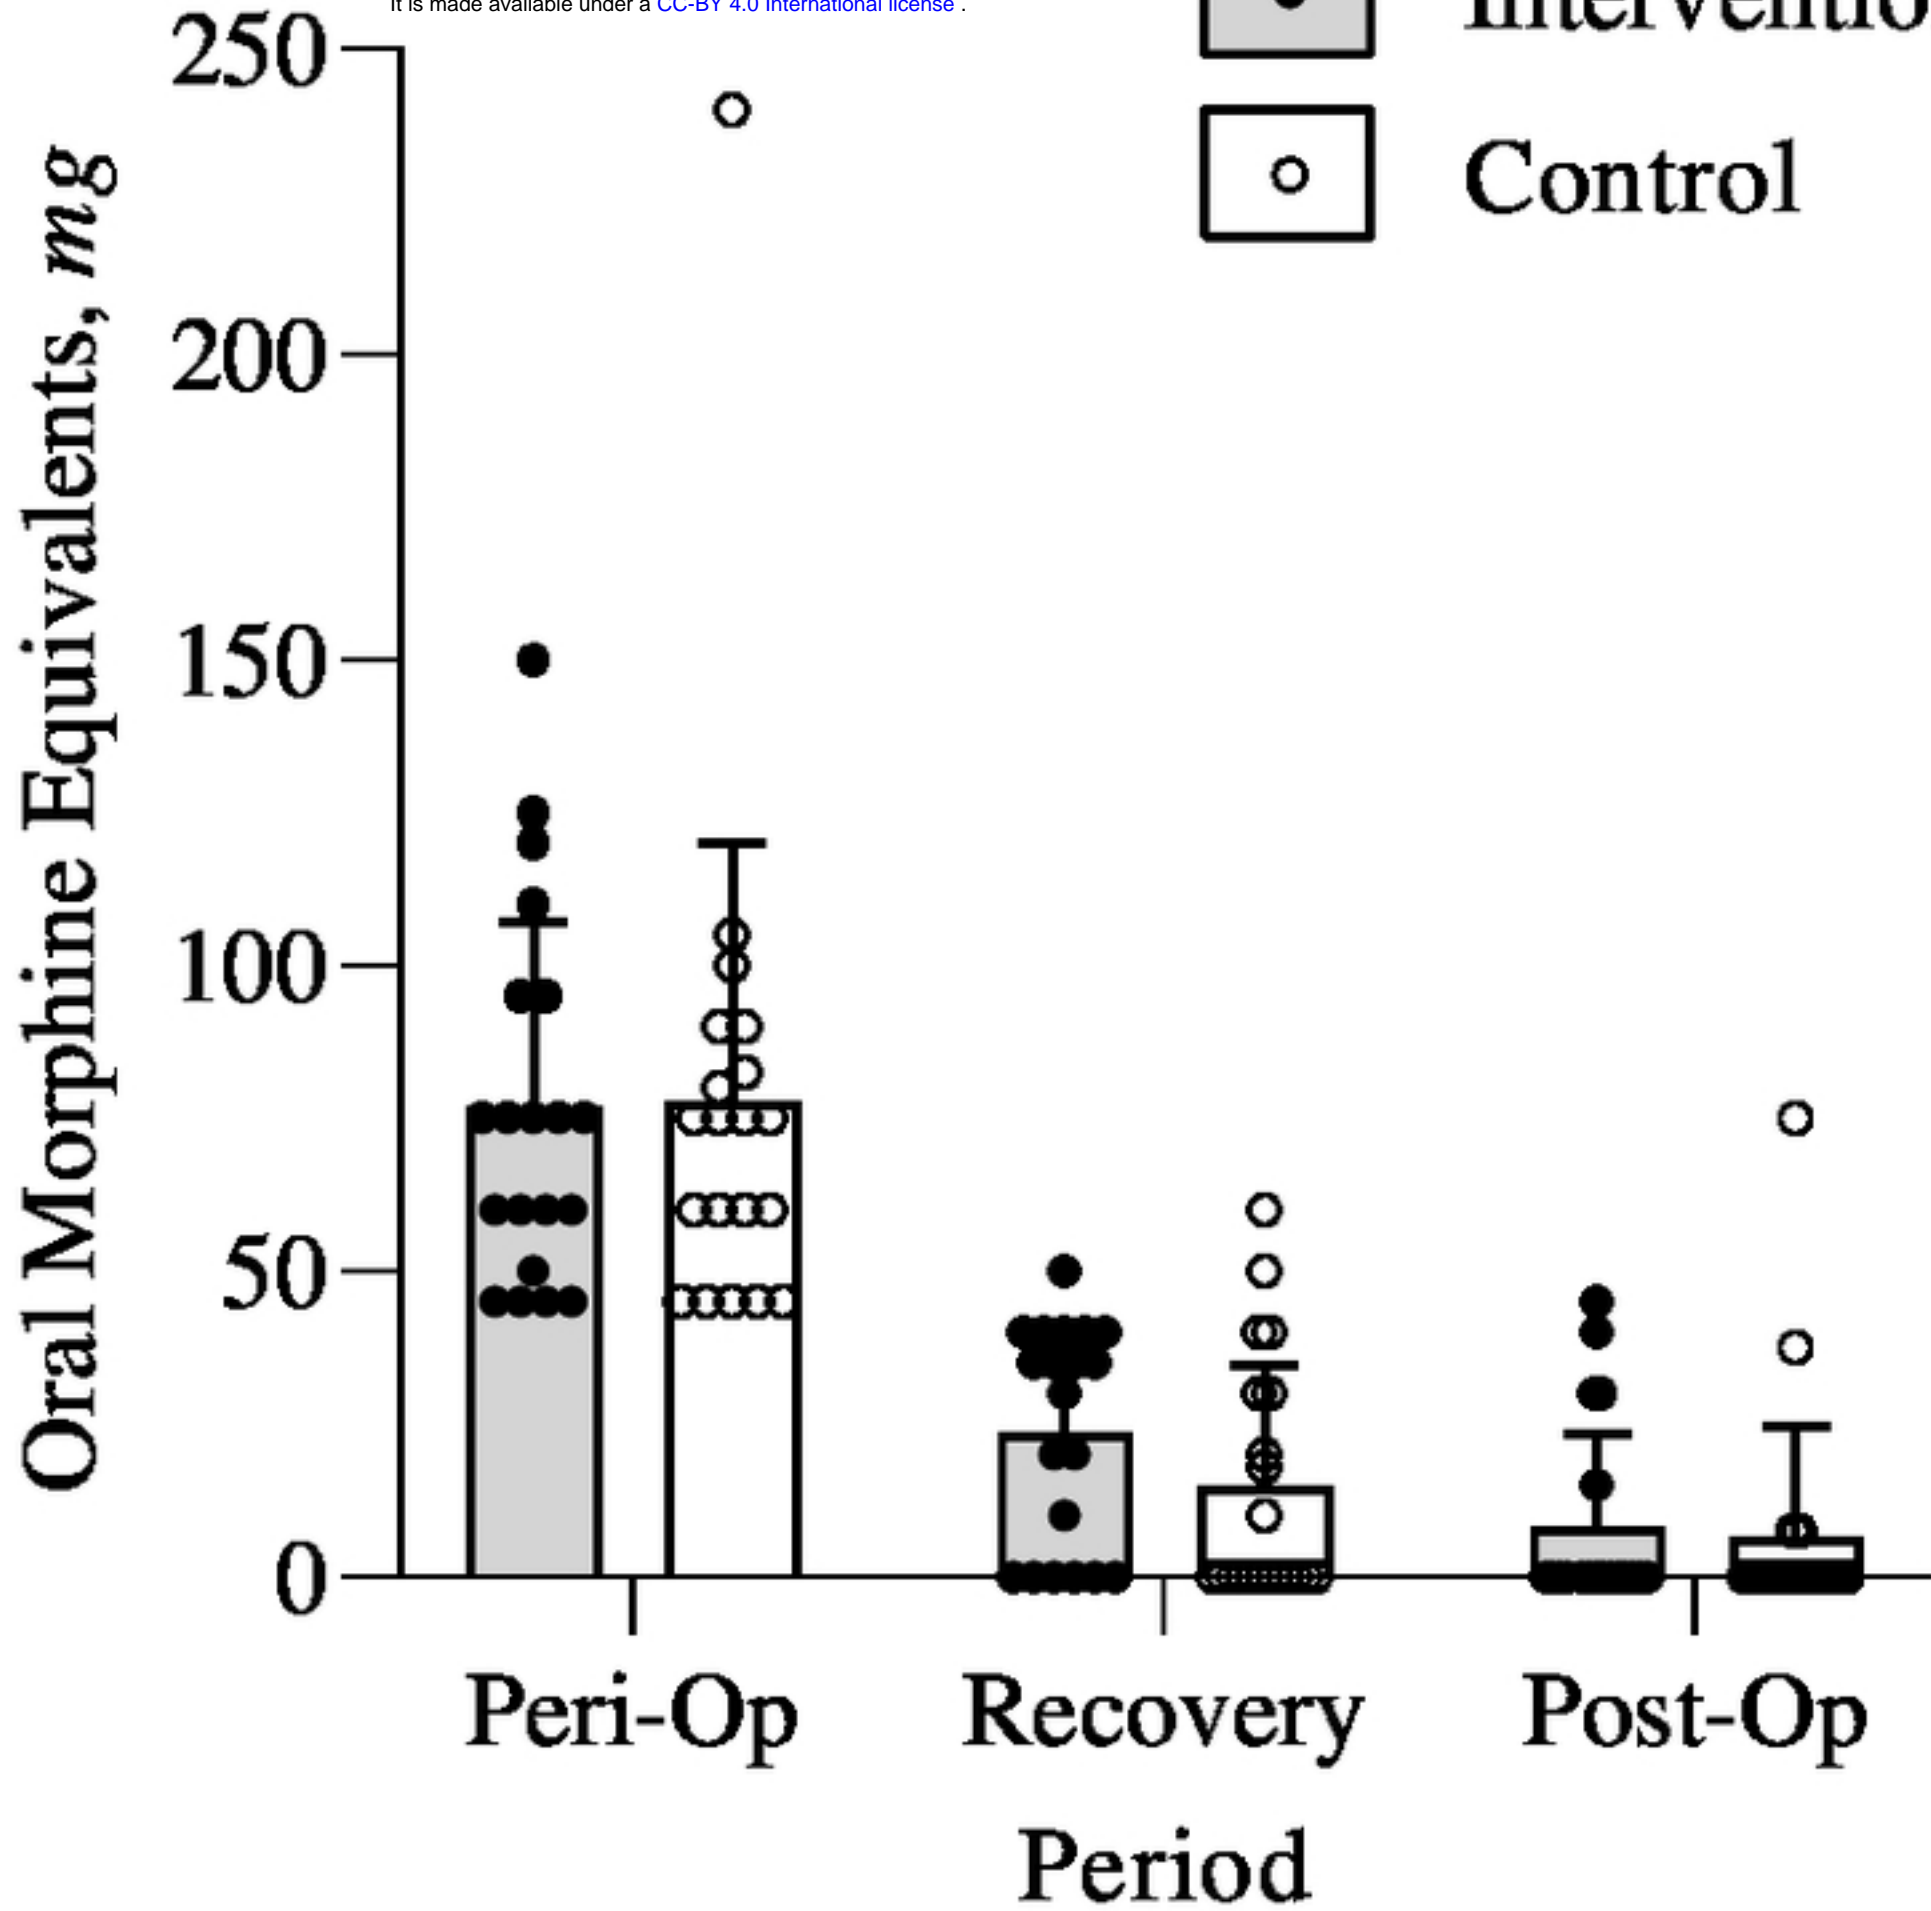 It is made available under a CC-BY 4.0 International license .
Control
Oral Morphine Equivalents, mg
250
200
150
100
50
0
Peri-Op Recovery Post-Op
Period